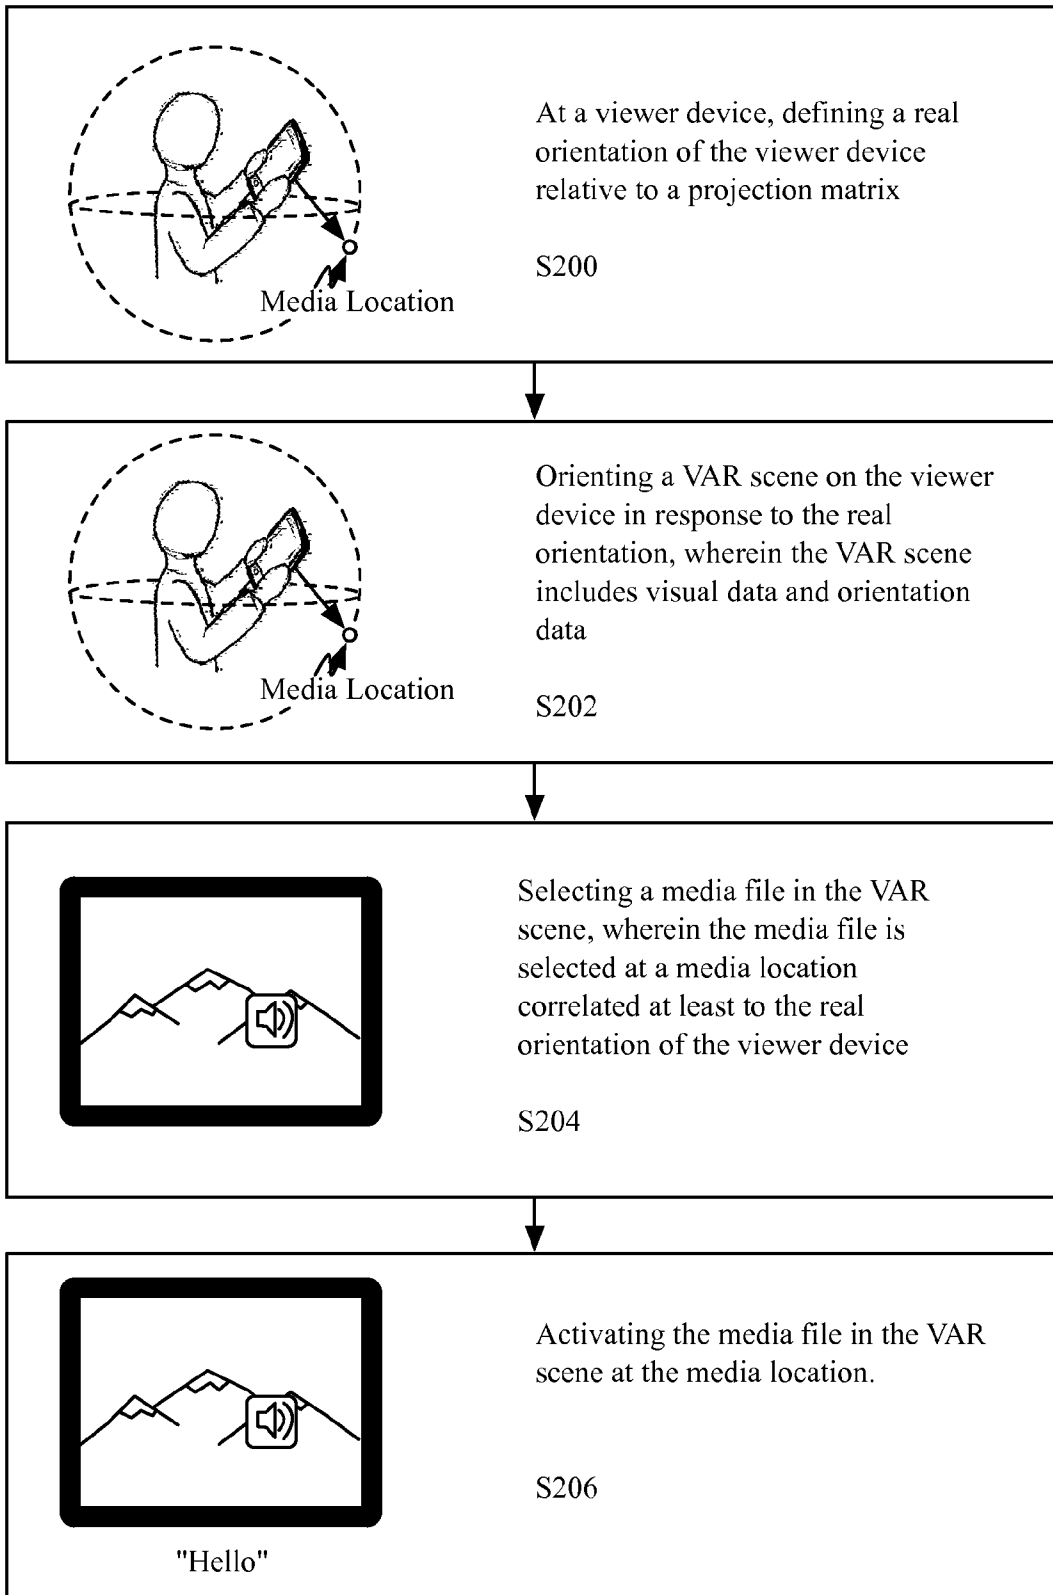 At a viewer device, defining a real
orientation of the viewer device
relative to a projection matrix
S200
Media Location
Orienting a VAR scene on the viewer
device in response to the real
orientation, wherein the VAR scene
includes visual data and orientation
data
S202
Media Location
Selecting a media file in the VAR
scene, wherein the media file is
selected at a media location
correlated at least to the real
orientation of the viewer device
S204
Activating the media file in the VAR
scene at the media location.
S206
"Hello"